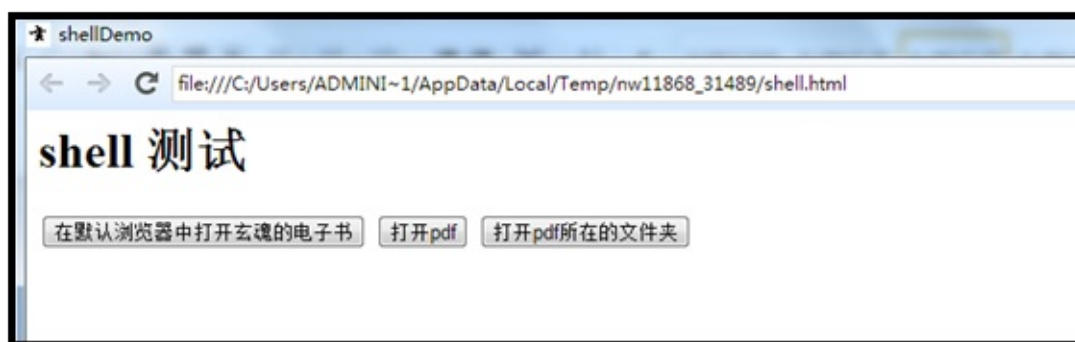 shellDemo
file:///C:/Users/ADMINI~1/AppData/Local/Temp/nw11868_31489/shell.html
shell 测试
在默认浏览器中打开玄魂的电子书 打开pdf 打开pdf所在的文件夹